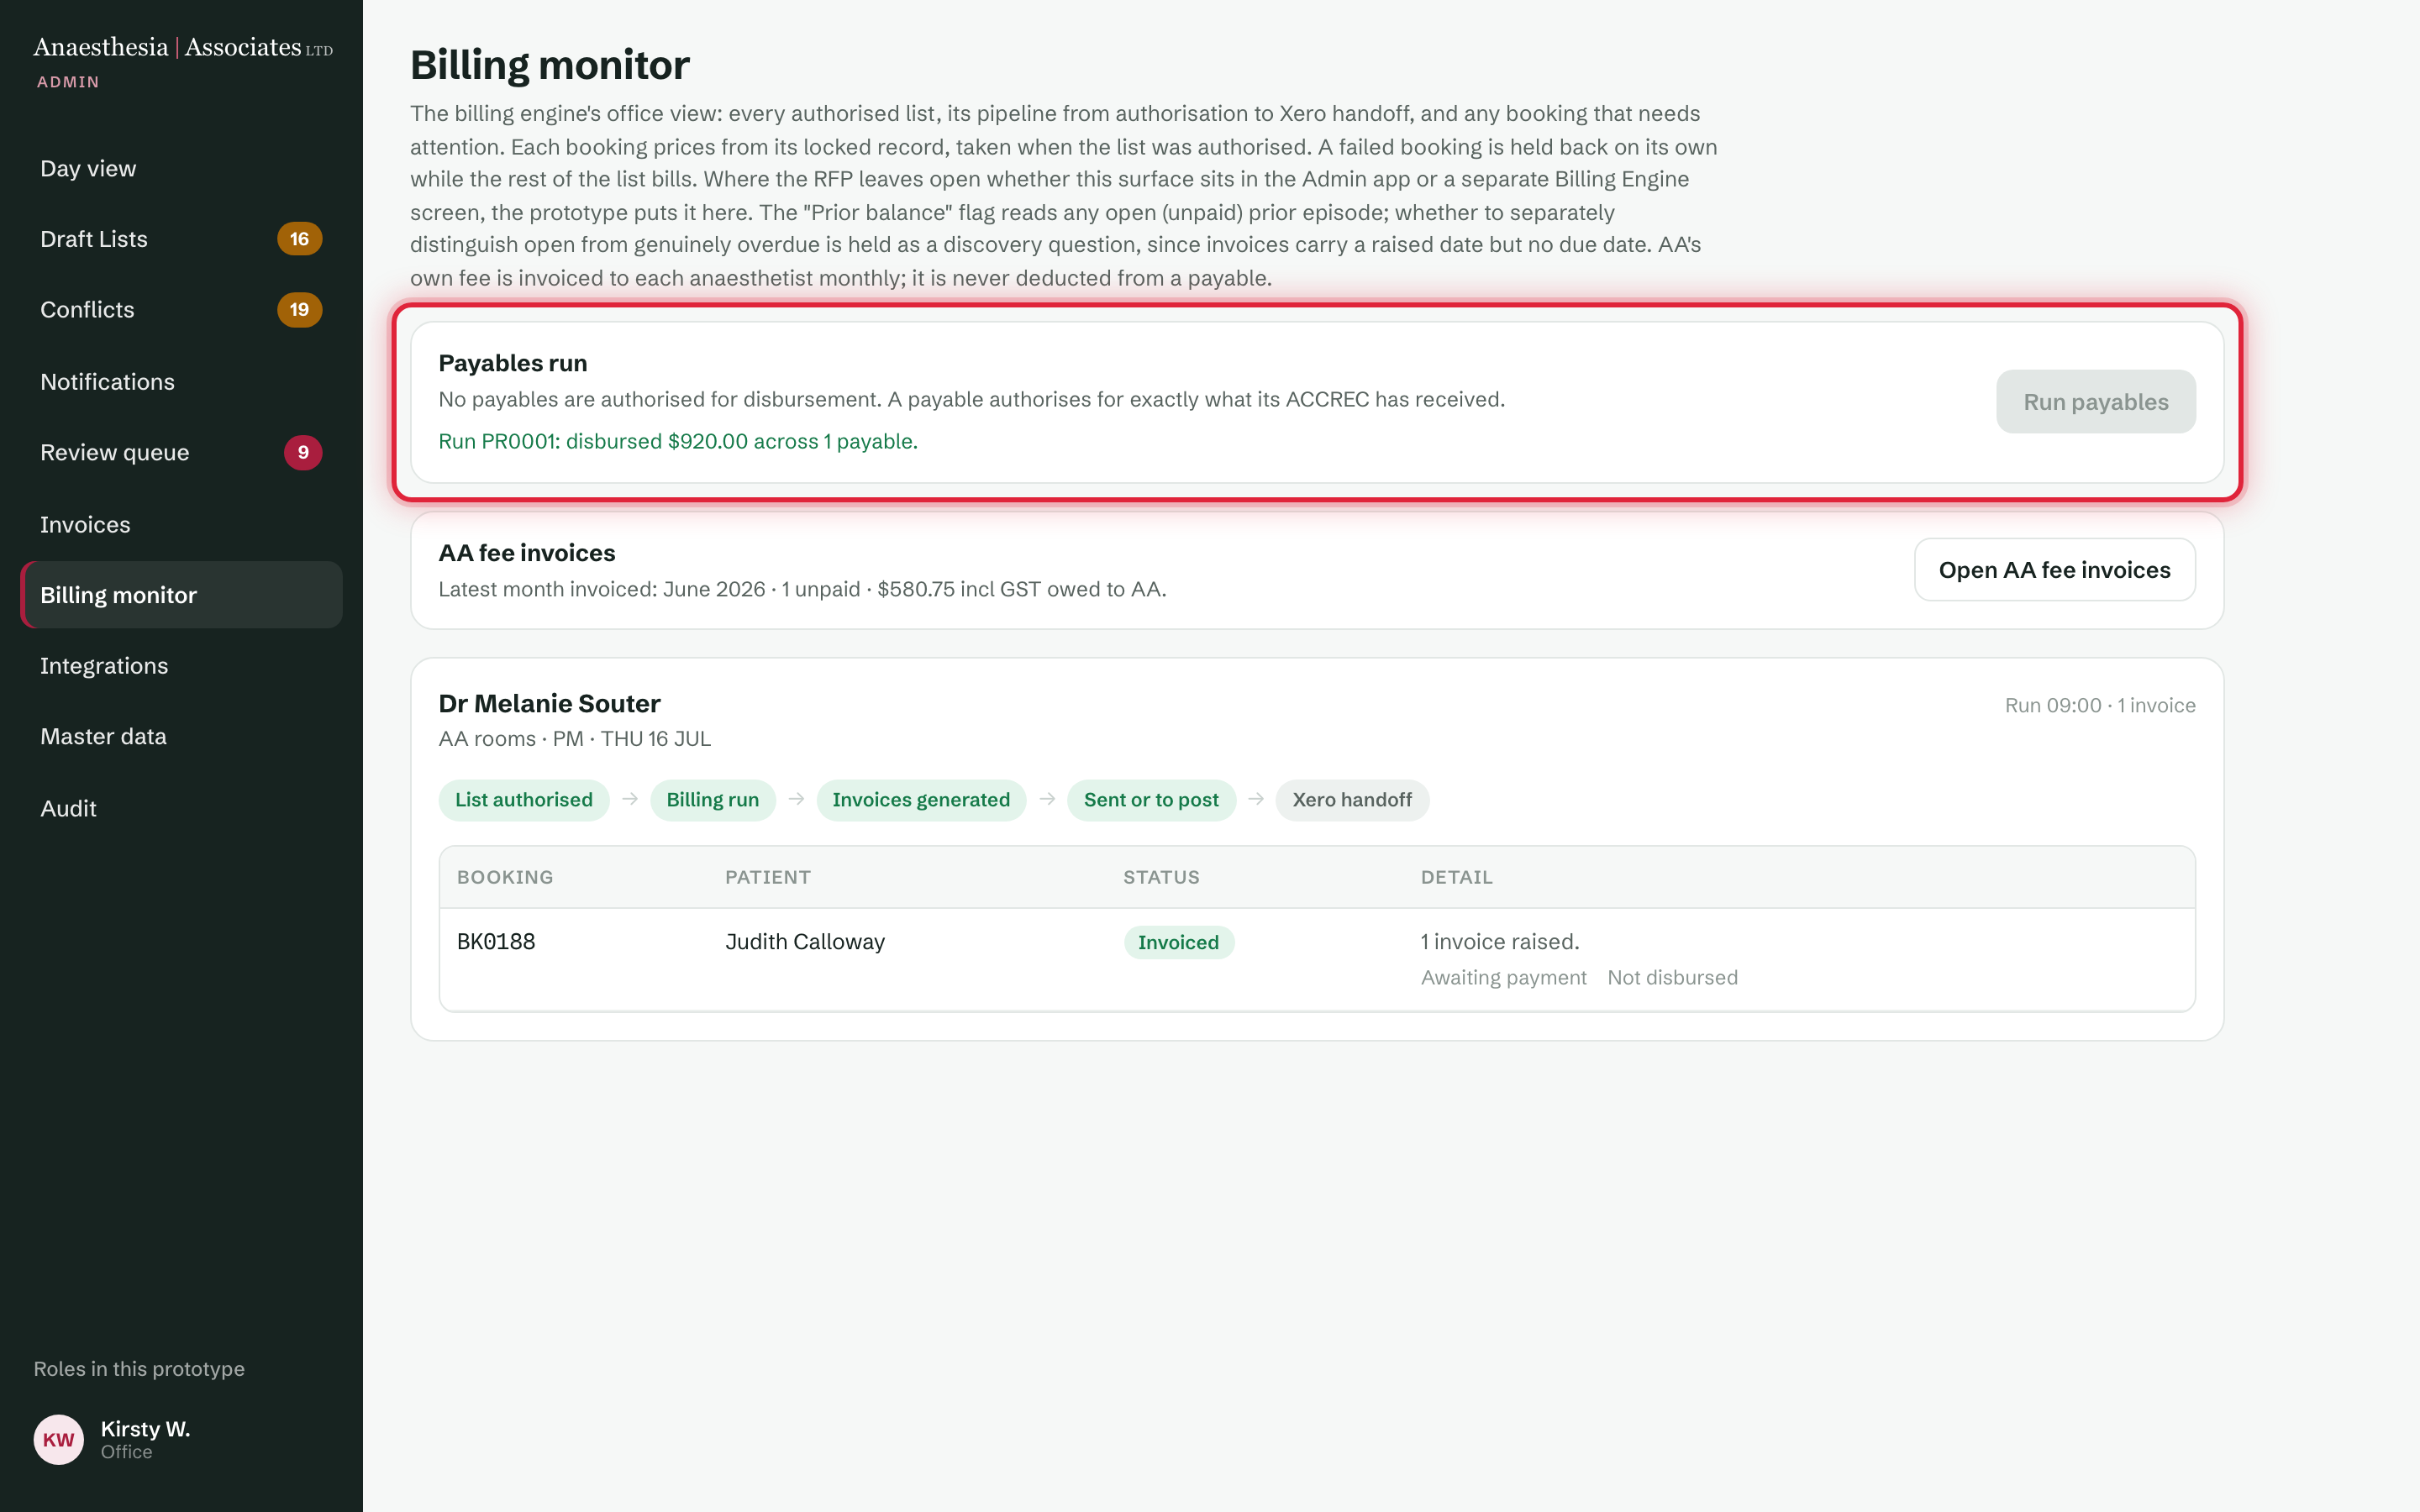 Anaesthesia | Associates LTD
ADMIN
Day view
Draft Lists 16
Conflicts 19
Notifications
Review queue 9
Invoices
Billing monitor
Integrations
Master data
Audit
Roles in this prototype
KW
Kirsty W.
Office
Billing monitor
The billing engine's office view: every authorised list, its pipeline from authorisation to Xero handoff, and any booking that needs
attention. Each booking prices from its locked record, taken when the list was authorised. A failed booking is held back on its own
while the rest of the list bills. Where the RFP leaves open whether this surface sits in the Admin app or a separate Billing Engine
screen, the prototype puts it here. The "Prior balance" flag reads any open (unpaid) prior episode; whether to separately
distinguish open from genuinely overdue is held as a discovery question, since invoices carry a raised date but no due date. AA's
own fee is invoiced to each anaesthetist monthly; it is never deducted from a payable.
Payables run
No payables are authorised for disbursement. A payable authorises for exactly what its ACCREC has received.
Run PR0001: disbursed $920.00 across 1 payable.
Run payables
AA fee invoices
Latest month invoiced: June 2026 · 1 unpaid · $580.75 incl GST owed to AA.
Open AA fee invoices
Dr Melanie Souter
Run 09:00 · 1 invoice
AA rooms · PM · THU 16 JUL
List authorised → Billing run → Invoices generated → Sent or to post → Xero handoff
BOOKING PATIENT STATUS DETAIL
BK0188 Judith Calloway Invoiced 1 invoice raised.
Awaiting payment Not disbursed